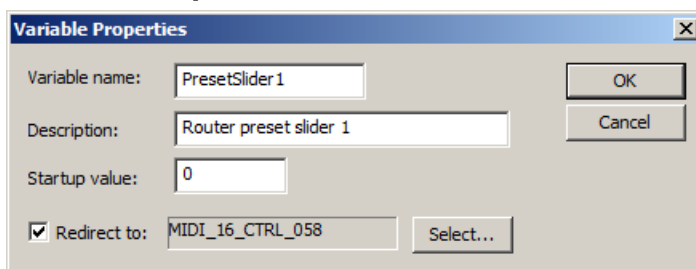 Variable Properties
Variable name: PresetSlider1 OK
Description: Router preset slider 1 Cancel
Startup value: 0
Redirect to: MIDI_16_CTRL_058 Select...